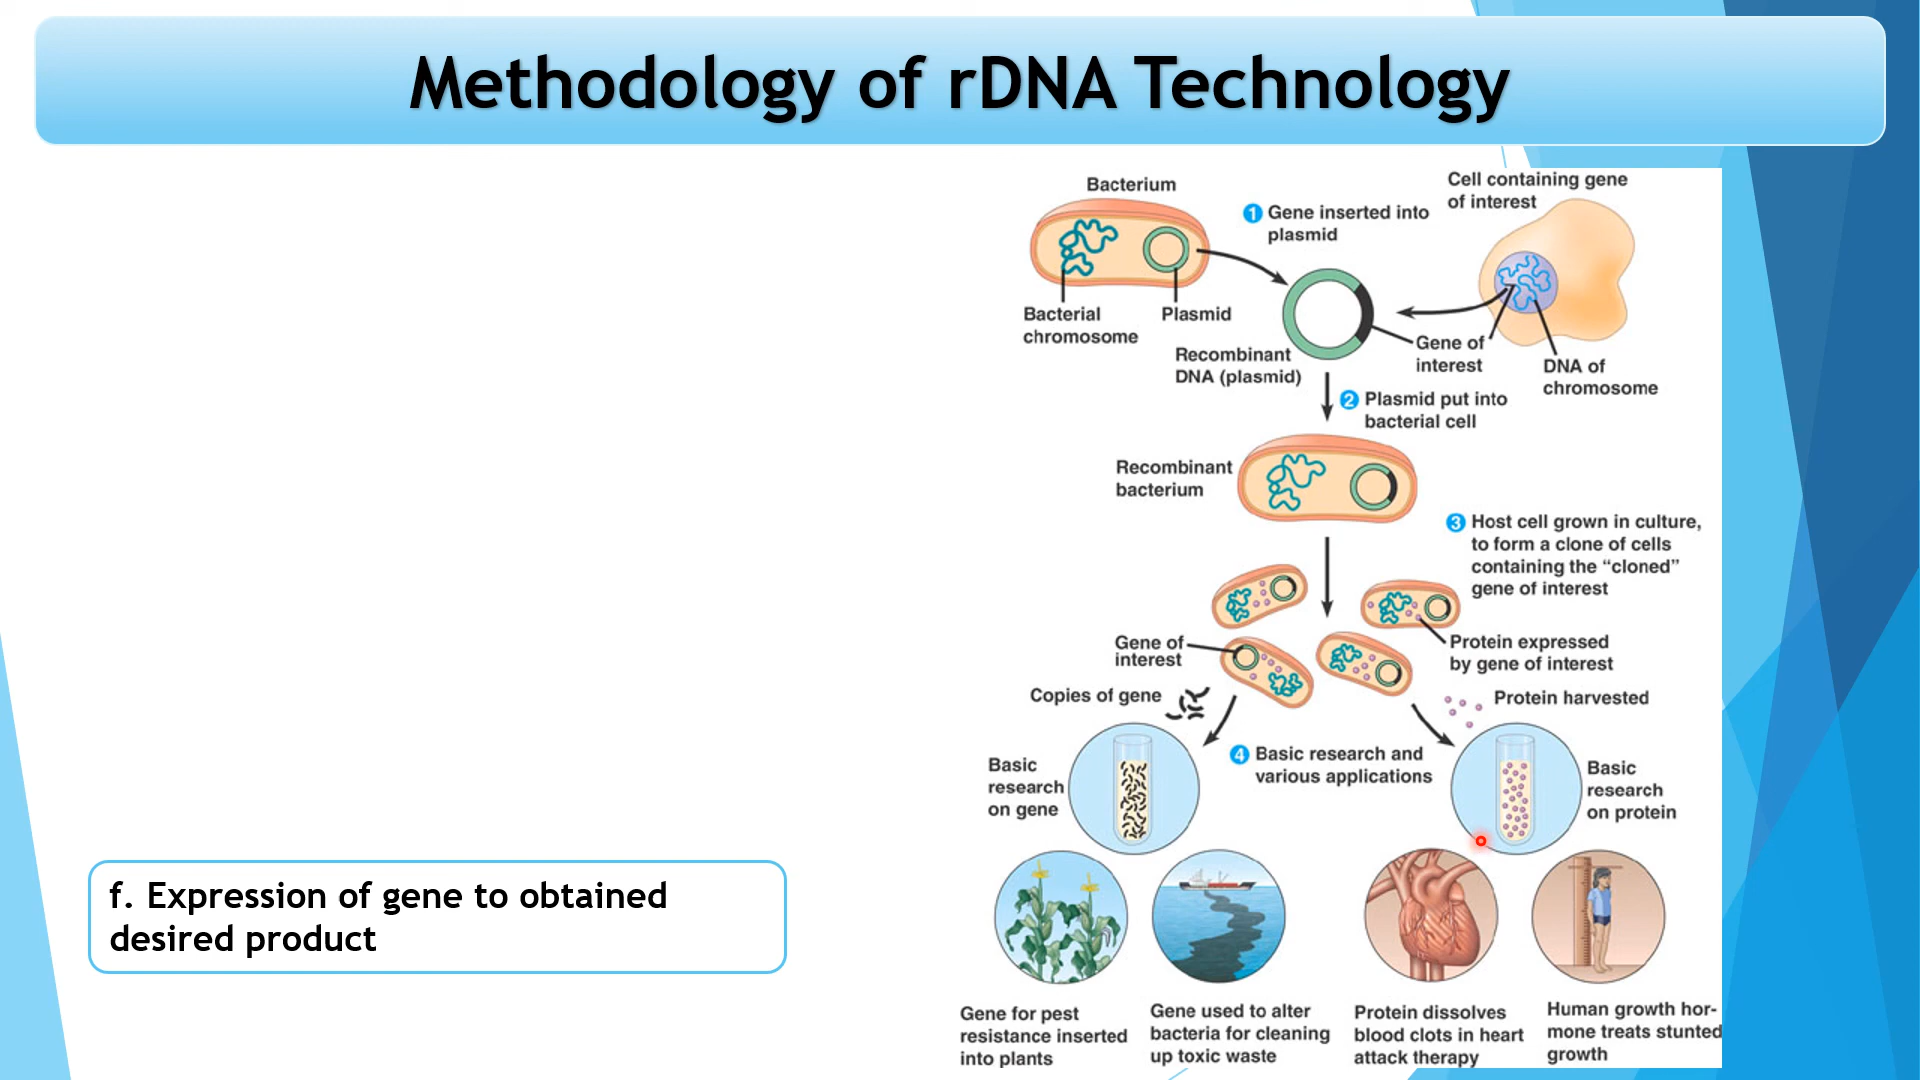 Methodology of rDNA Technology
Bacterium
1 Gene inserted into
plasmid
Cell containing gene
of interest
Bacterial
chromosome
Plasmid
Recombinant
DNA (plasmid)
Gene of
interest
DNA of
chromosome
2 Plasmid put into
bacterial cell
Recombinant
bacterium
3 Host cell grown in culture,
to form a clone of cells
containing the “cloned”
gene of interest
Gene of
interest
Protein expressed
by gene of interest
Copies of gene
Protein harvested
Basic
research
on gene
4 Basic research and
various applications
Basic
research
on protein
f. Expression of gene to obtained
desired product
Gene for pest
resistance inserted
into plants
Gene used to alter
bacteria for cleaning
up toxic waste
Protein dissolves
blood clots in heart
attack therapy
Human growth hor-
mone treats stunted
growth